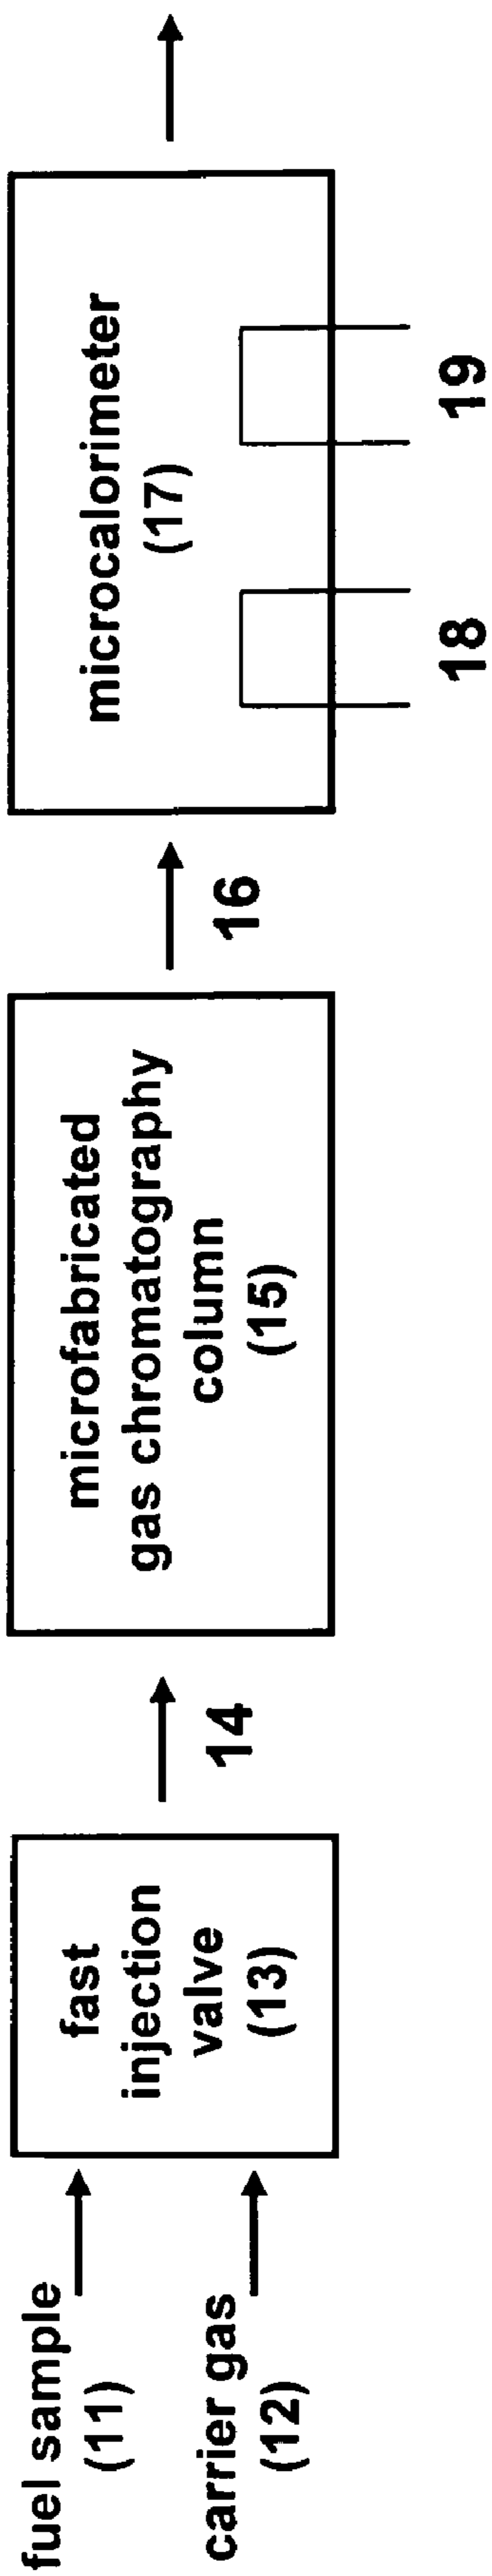 fuel sample
(11)
carrier gas
(12)
fast
injection
valve
(13)
14
microfabricated
gas chromatography
column
(15)
16
microcalorimeter
(17)
18
19